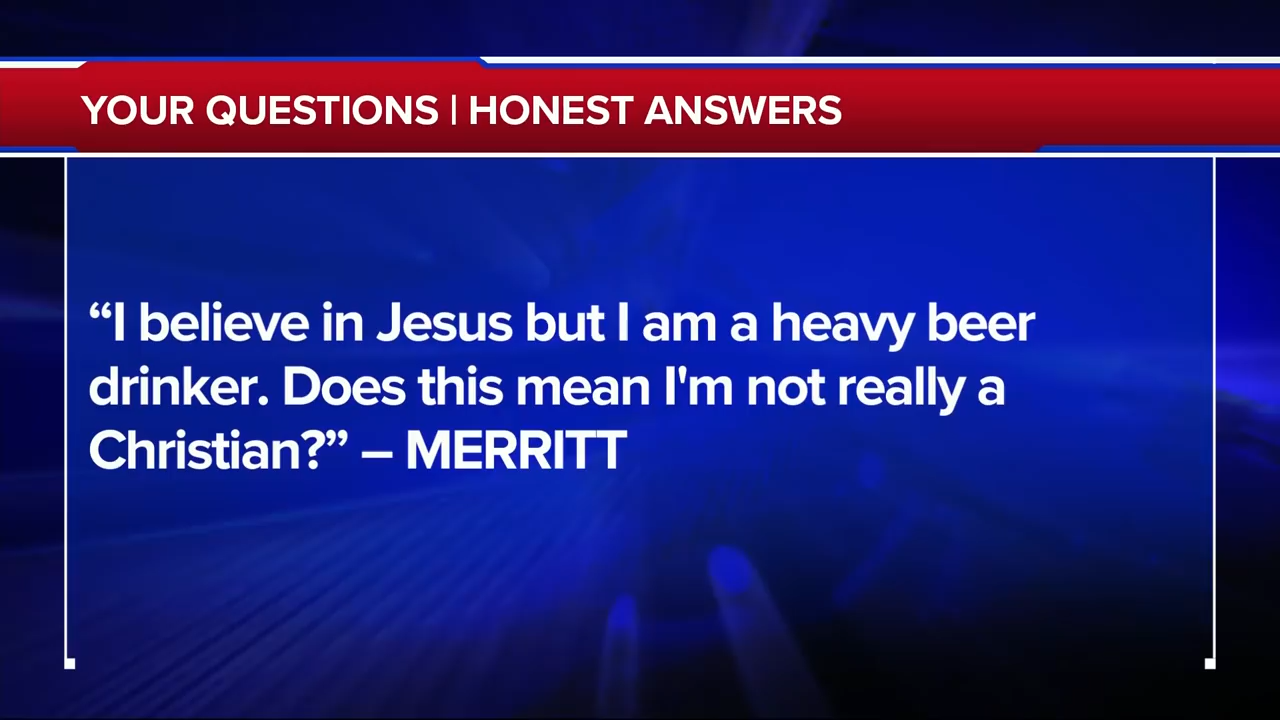 YOUR QUESTIONS | HONEST ANSWERS
“I believe in Jesus but I am a heavy beer
drinker. Does this mean I'm not really a
Christian?” – MERRITT